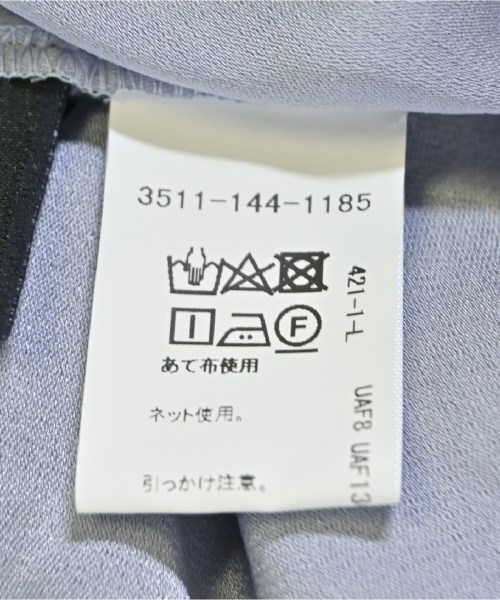 3511-144-1185
F
あて布使用
ネット使用。
引っかけ注意。
421-1-L
UAF8 UAF13